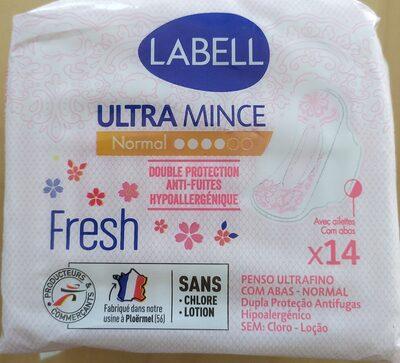 LABELL
ULTRA MINCE
Normal
DOUBLE PROTECTION
ANTI-FUITES
HYPOALLERGÉNIQUE
Fresh
Avec ailettes
Com abas
x14
PRODUCTEURS & COMMERÇANTS
Fabriqué dans notre
usine à Ploërmel (56)
SANS
• CHLORE
• LOTION
PENSO ULTRAFINO
COM ABAS - NORMAL
Dupla Proteção Antifugas
Hipoalergénico
SEM: Cloro - Loção